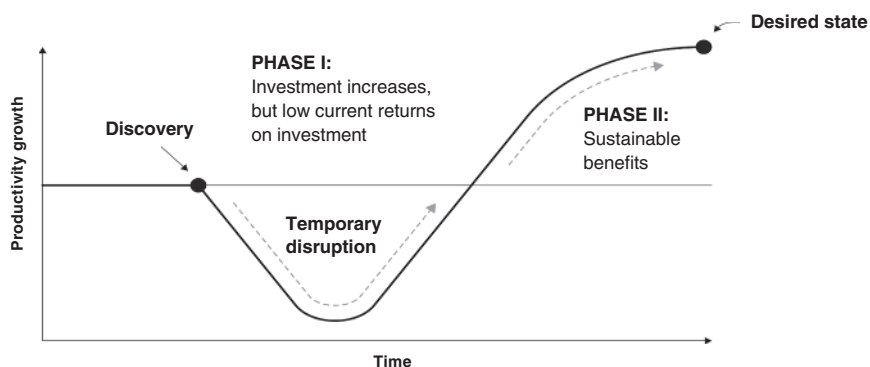 Desired state
PHASE I:
Investment increases,
but low current returns
on investment
Discovery
PHASE II:
Sustainable
benefits
Temporary
disruption
Productivity growth
Time